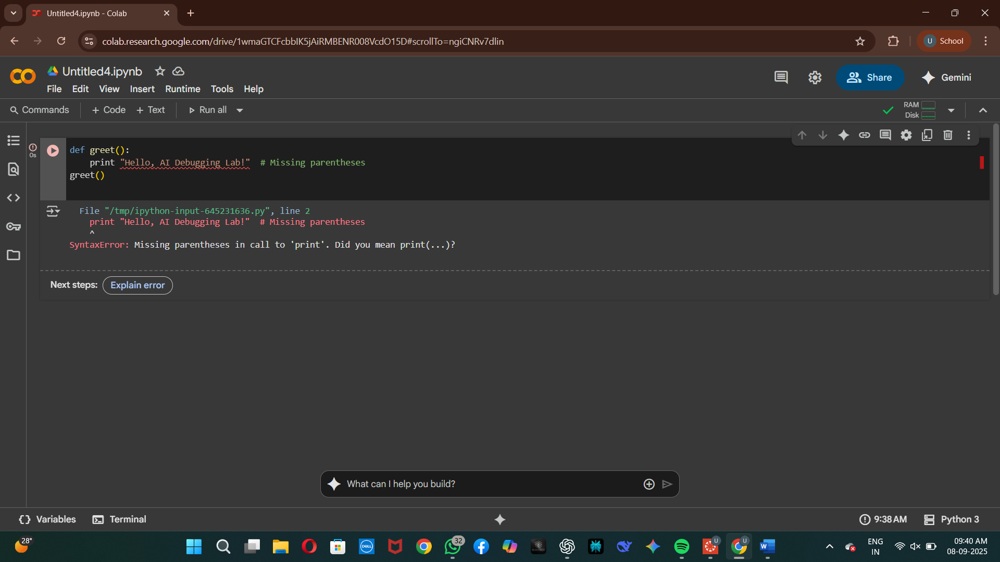 Untitled4.ipynb - Colab
colab.research.google.com/drive/1wmaGTCFcbblK5jAiRMBENR008VcdO15D#scrollTo=ngiCNRv7dlin
U School
Untitled4.ipynb
File Edit View Insert Runtime Tools Help
Share
Gemini
Commands + Code + Text Run all
RAM
Disk
0s
def greet():
    print "Hello, AI Debugging Lab!"  # Missing parentheses
greet()
File "/tmp/ipython-input-645231636.py", line 2
    print "Hello, AI Debugging Lab!"  # Missing parentheses
    ^
SyntaxError: Missing parentheses in call to 'print'. Did you mean print(...)?
Next steps: Explain error
What can I help you build?
{} Variables Terminal
9:38 AM Python 3
28°
DELL
32
U
U
W
ENG
IN
09:40 AM
08-09-2025